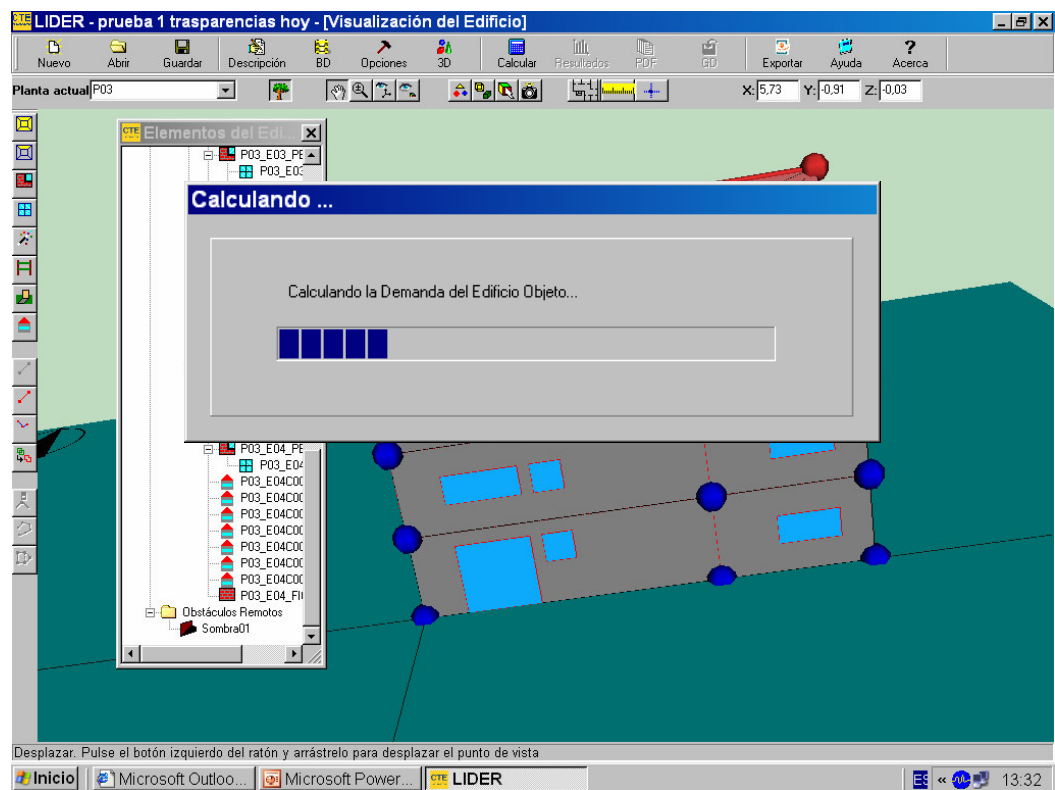 CTE LIDER - prueba 1 trasparencias hoy - [Visualización del Edificio]
Nuevo Abrir Guardar Descripción BD Opciones 3D Calcular Resultados PDF GD Exportar Ayuda Acerca
Planta actual P03 X: 5,73 Y: -0,91 Z: -0,03
CTE Elementos del Edi...
P03_E03_PE
P03_E03
Calculando ...
Calculando la Demanda del Edificio Objeto...
P03_E04_PE
P03_E04
P03_E04C00
P03_E04C00
P03_E04C00
P03_E04C00
P03_E04C00
P03_E04C00
P03_E04C00
P03_E04_FI
Obstáculos Remotos
Sombra01
Desplazar. Pulse el botón izquierdo del ratón y arrástrelo para desplazar el punto de vista
Inicio Microsoft Outloo... Microsoft Power... CTE LIDER ES « 13:32